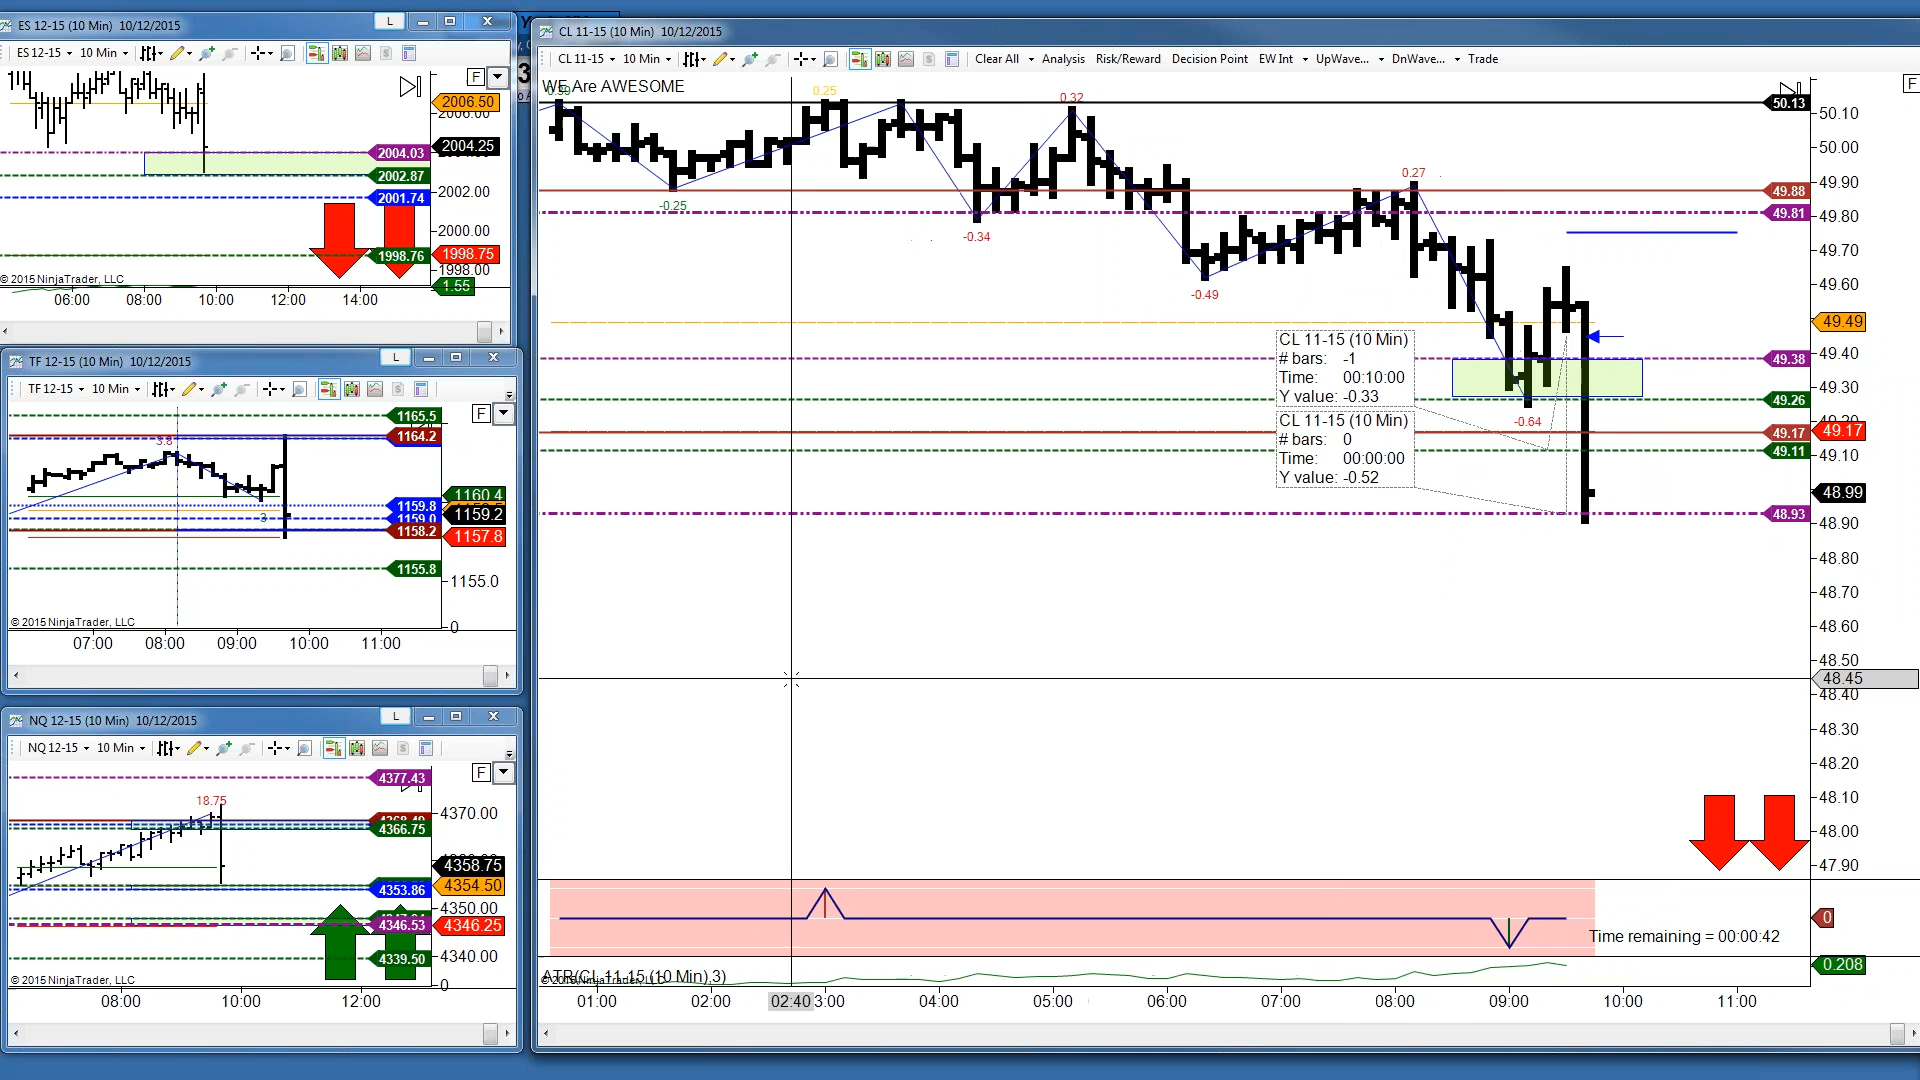 ES 12-15 (10 Min)  10/12/2015
L
ES 12-15
10 Min
F
2006.50
2006.00
2004.03
2004.25
2002.87
2002.00
2001.74
2000.00
1998.76
1998.75
1998.00
© 2015 NinjaTrader, LLC
1.55
06:00
08:00
10:00
12:00
14:00
TF 12-15 (10 Min)  10/12/2015
L
TF 12-15
10 Min
F
1165.5
1164.2
3.8
1160.4
1159.8
3
1159.0
1159.2
1158.2
1157.8
1155.8
1155.0
© 2015 NinjaTrader, LLC
0
07:00
08:00
09:00
10:00
11:00
NQ 12-15 (10 Min)  10/12/2015
L
NQ 12-15
10 Min
F
4377.43
18.75
4370.00
4366.75
4358.75
4354.50
4353.86
4350.00
4346.53
4346.25
4339.50
4340.00
© 2015 NinjaTrader, LLC
0
08:00
10:00
12:00
CL 11-15 (10 Min)  10/12/2015
CL 11-15
10 Min
Clear All
Analysis
Risk/Reward
Decision Point
EW Int
UpWave...
DnWave...
Trade
WE Are AWESOME
F
0.25
0.32
50.13
50.10
50.00
49.90
0.27
49.88
-0.25
49.81
49.80
-0.34
49.70
49.60
-0.49
49.49
CL 11-15 (10 Min)
# bars: -1
Time: 00:10:00
Y value: -0.33
49.40
49.38
49.30
49.26
49.20
CL 11-15 (10 Min)
# bars: 0
Time: 00:00:00
Y value: -0.52
-0.64
49.17
49.17
49.11
49.10
48.99
48.93
48.90
48.80
48.70
48.60
48.50
48.45
48.40
48.30
48.20
48.10
48.00
47.90
0
Time remaining = 00:00:42
ATR(CL 11-15 (10 Min),3)
0.208
01:00
02:00
02:40
3:00
04:00
05:00
06:00
07:00
08:00
09:00
10:00
11:00